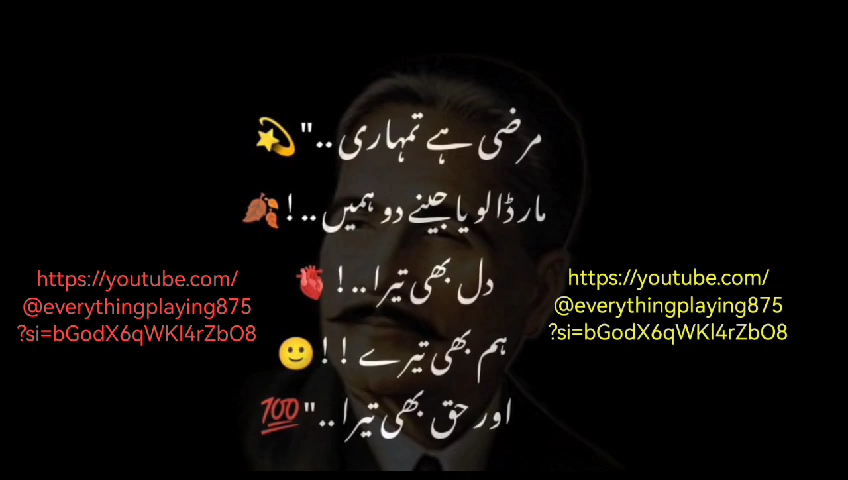 مرضی ہے تمہاری .. " 💫
مار ڈالو یا جینے دو ہمیں .. ! 🍂
دل بھی تیرا .. ! 🫀
ہم بھی تیرے ! ! 🙂
اور حق بھی تیرا .. " 💯
https://youtube.com/
@everythingplaying875
?si=bGodX6qWKl4rZbO8
https://youtube.com/
@everythingplaying875
?si=bGodX6qWKl4rZbO8